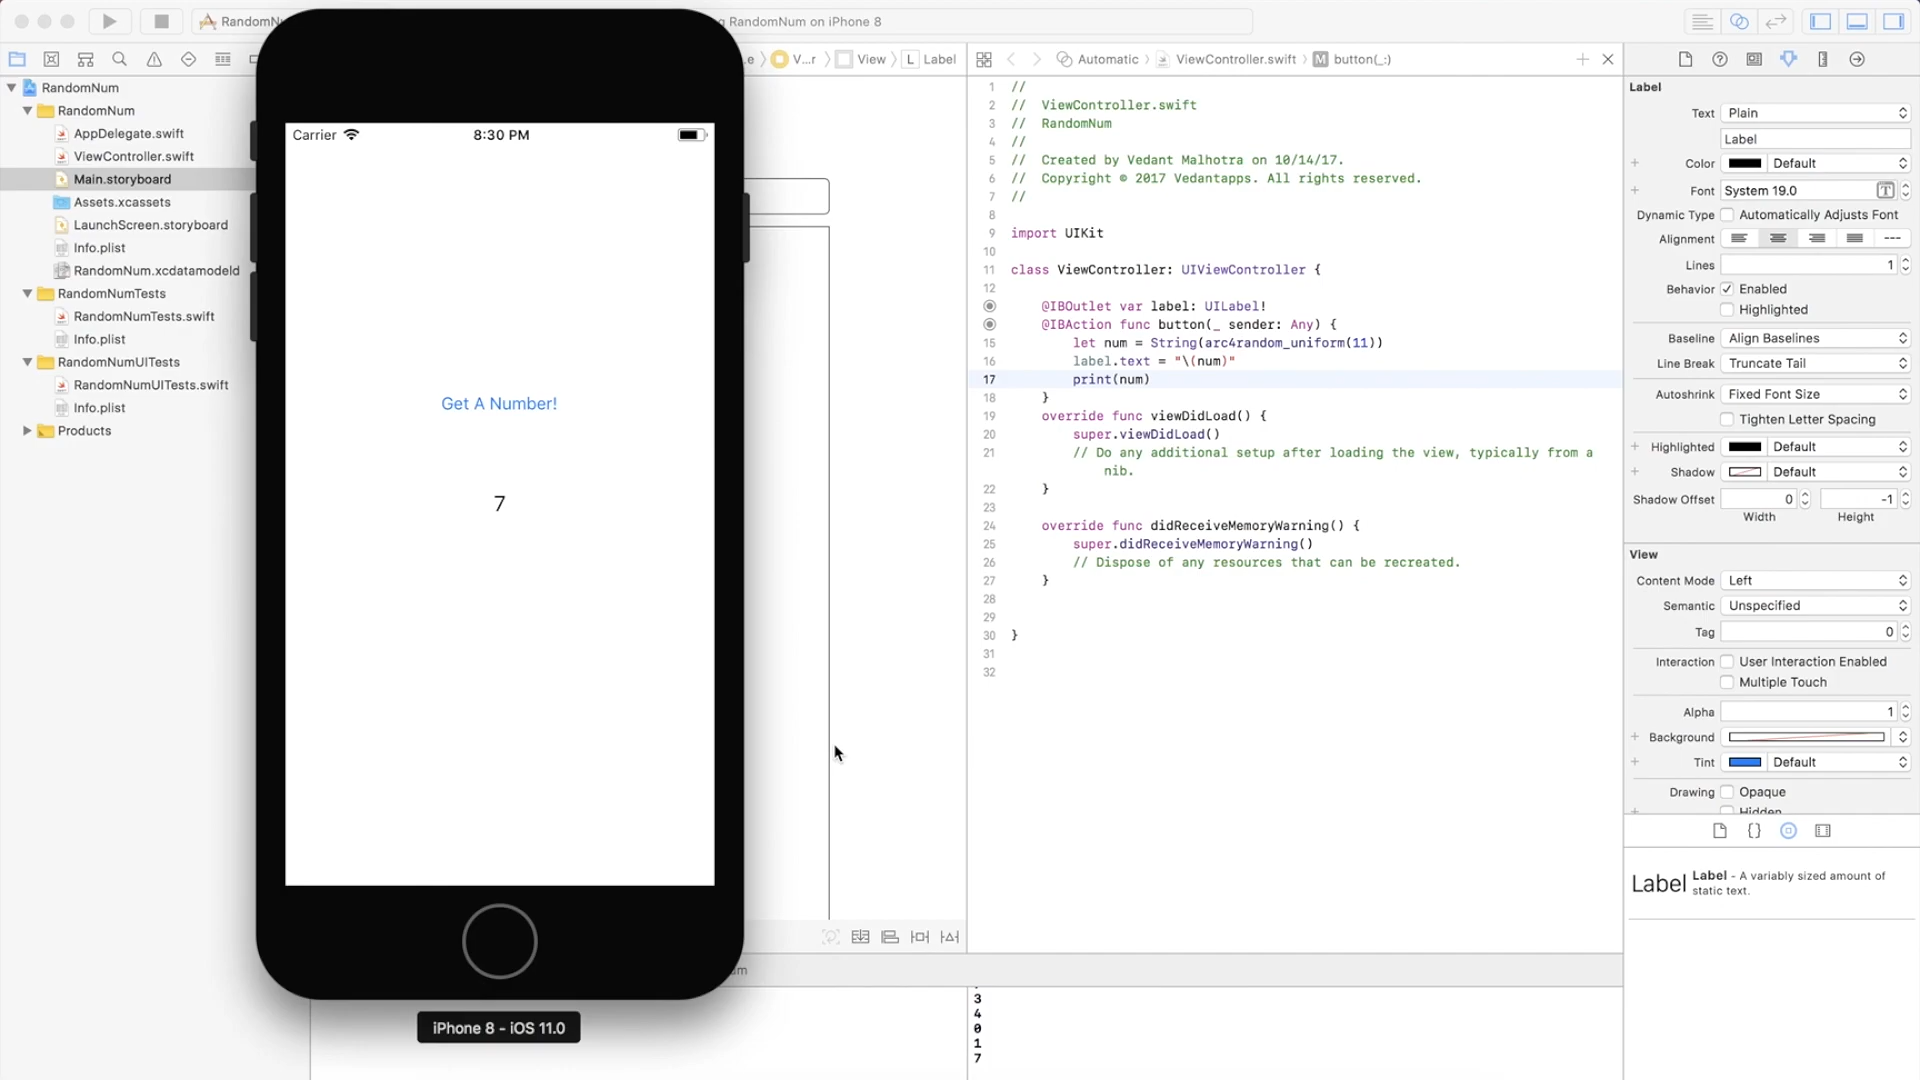 RandomNu
RandomNum on iPhone 8
V...r
View
L
Label
Automatic
ViewController.swift
M
button(_:)
RandomNum
RandomNum
AppDelegate.swift
ViewController.swift
Main.storyboard
Assets.xcassets
LaunchScreen.storyboard
Info.plist
RandomNum.xcdatamodeld
RandomNumTests
RandomNumTests.swift
Info.plist
RandomNumUITests
RandomNumUITests.swift
Info.plist
Products
Carrier
8:30 PM
Get A Number!
7
iPhone 8 - iOS 11.0
1 //
2 // ViewController.swift
3 // RandomNum
4 //
5 // Created by Vedant Malhotra on 10/14/17.
6 // Copyright © 2017 Vedantapps. All rights reserved.
7 //
8
9 import UIKit
10
11 class ViewController: UIViewController {
12
@IBOutlet var label: UILabel!
@IBAction func button(_ sender: Any) {
15 let num = String(arc4random_uniform(11))
16 label.text = "\(num)"
17 print(num)
18 }
19 override func viewDidLoad() {
20 super.viewDidLoad()
21 // Do any additional setup after loading the view, typically from a
nib.
22 }
23
24 override func didReceiveMemoryWarning() {
25 super.didReceiveMemoryWarning()
26 // Dispose of any resources that can be recreated.
27 }
28
29
30 }
31
32
3
4
0
1
7
Label
Text Plain
Label
Color Default
Font System 19.0
Dynamic Type Automatically Adjusts Font
Alignment
Lines 1
Behavior Enabled
Highlighted
Baseline Align Baselines
Line Break Truncate Tail
Autoshrink Fixed Font Size
Tighten Letter Spacing
Highlighted Default
Shadow Default
Shadow Offset 0 -1
Width Height
View
Content Mode Left
Semantic Unspecified
Tag 0
Interaction User Interaction Enabled
Multiple Touch
Alpha 1
Background
Tint Default
Drawing Opaque
Hidden
Label
Label - A variably sized amount of
static text.